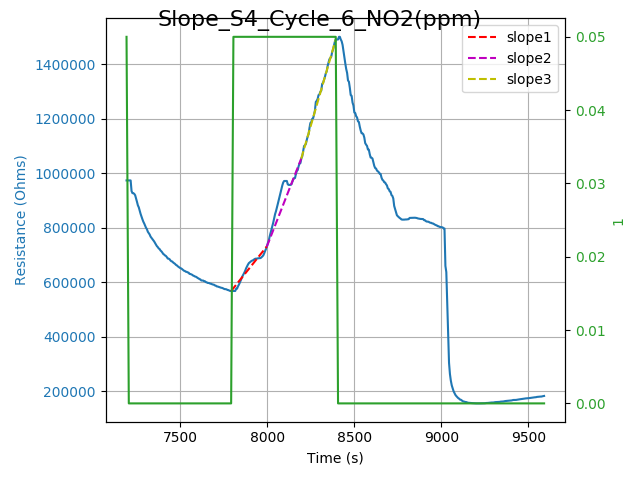 Slope_S4_Cycle_6_NO2(ppm)
slope1
slope2
slope3
Resistance (Ohms)
1400000
1200000
1000000
800000
600000
400000
200000
0.05
0.04
0.03
0.02
0.01
0.00
1
7500 8000 8500 9000 9500
Time (s)